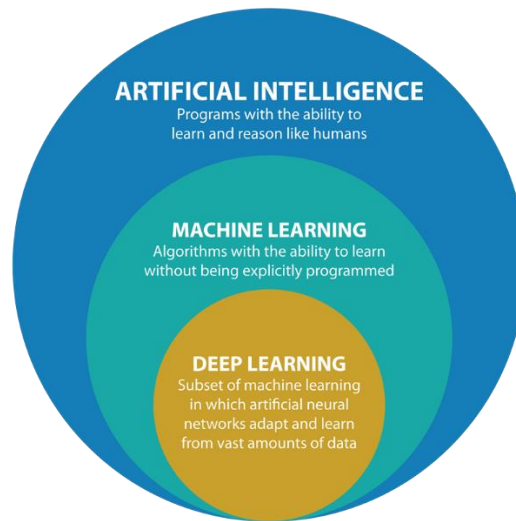 ARTIFICIAL INTELLIGENCE
Programs with the ability to
learn and reason like humans
MACHINE LEARNING
Algorithms with the ability to learn
without being explicitly programmed
DEEP LEARNING
Subset of machine learning
in which artificial neural
networks adapt and learn
from vast amounts of data